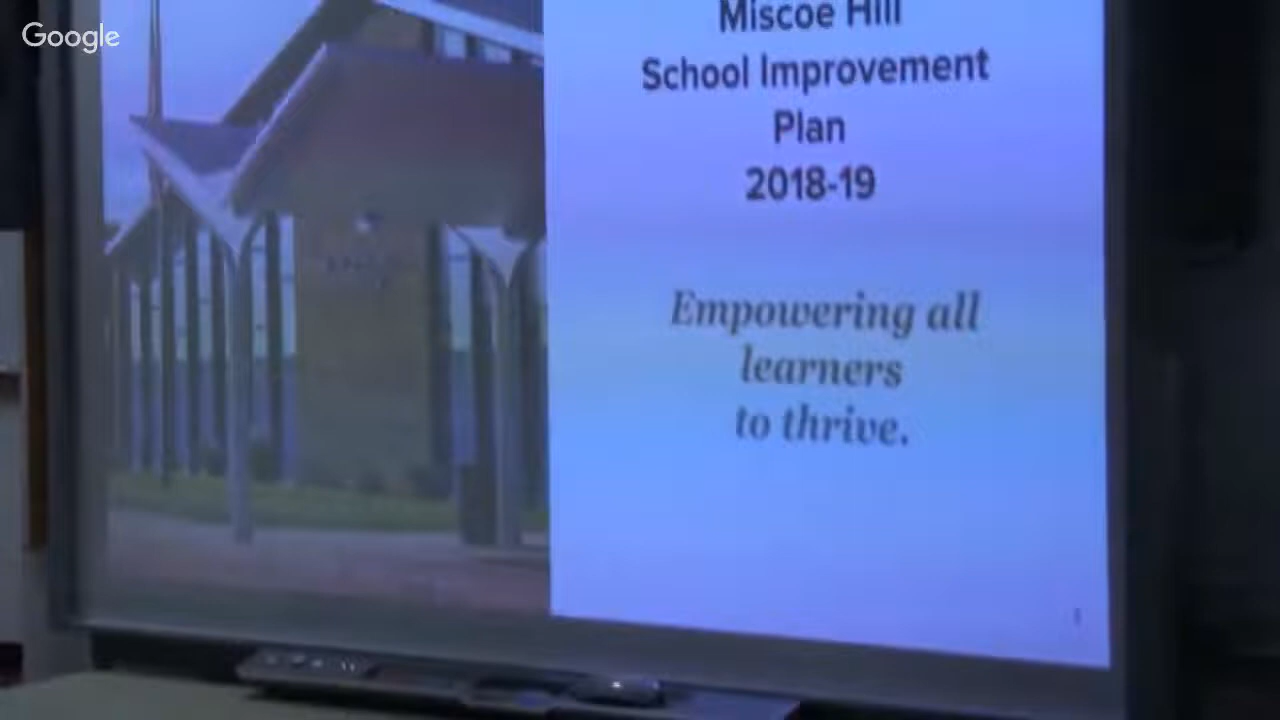 Google
Miscoe Hill
School Improvement
Plan
2018-19
Empowering all
learners
to thrive.